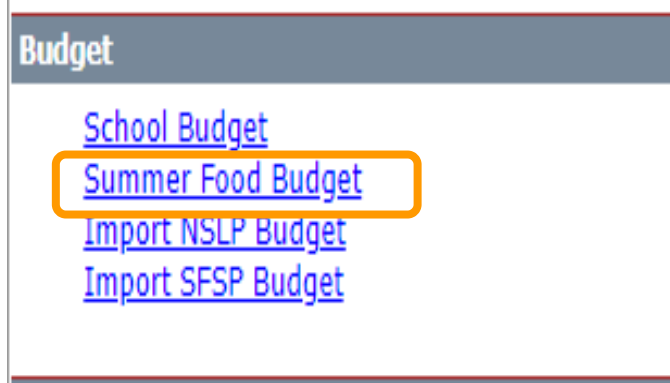 Budget
School Budget
Summer Food Budget
Import NSLP Budget
Import SFSP Budget